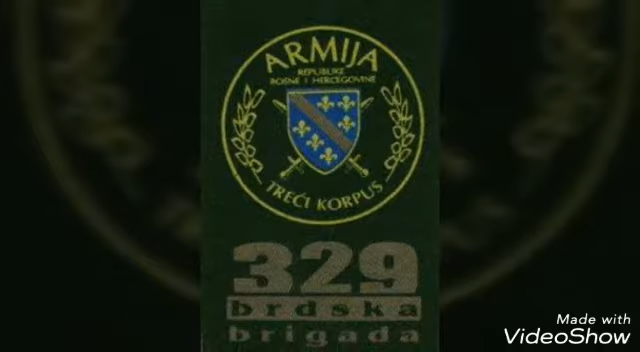 ARMIJA
REPUBLIKE
BOSNE I HERCEGOVINE
TREĆI KORPUS
329
brdska
brigada
Made with
VideoShow